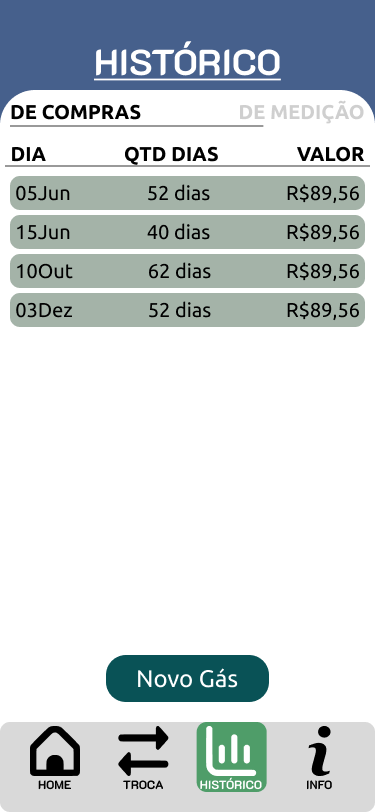 HISTÓRICO
DE COMPRAS DE MEDIÇÃO
DIA QTD DIAS VALOR
05Jun 52 dias R$89,56
15Jun 40 dias R$89,56
10Out 62 dias R$89,56
03Dez 52 dias R$89,56
Novo Gás
HOME TROCA HISTÓRICO INFO